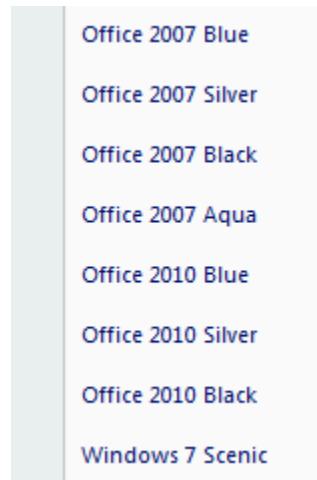 Office 2007 Blue
Office 2007 Silver
Office 2007 Black
Office 2007 Aqua
Office 2010 Blue
Office 2010 Silver
Office 2010 Black
Windows 7 Scenic